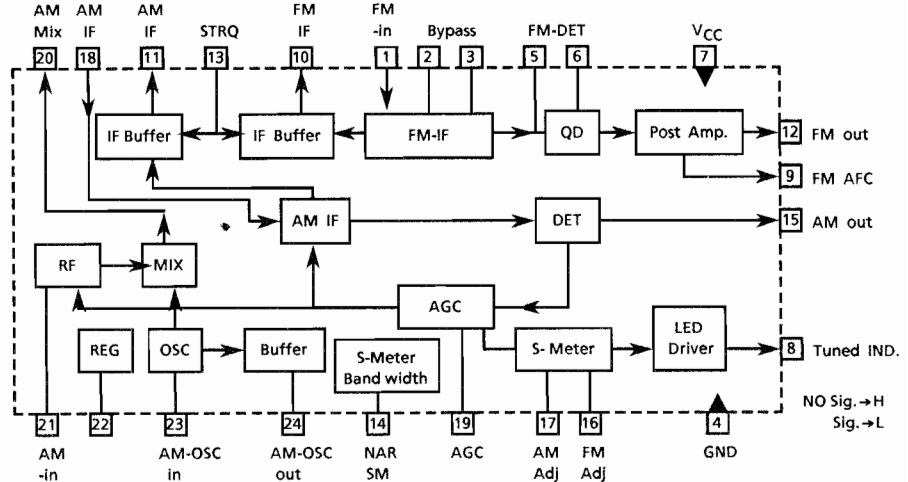 AM AM AM FM FM
Mix IF IF STRQ IF -in Bypass FM-DET VCC
20 18 11 13 10 1 2 3 5 6 7
IF Buffer IF Buffer FM-IF QD Post Amp. 12 FM out
9 FM AFC
AM IF DET 15 AM out
RF MIX
AGC
REG OSC Buffer S-Meter Band width S-Meter LED Driver 8 Tuned IND.
NO Sig.→H
Sig.→L
21 22 23 24 14 19 17 16 4
AM AM-OSC AM-OSC NAR AGC AM FM GND
-in in out SM Adj Adj